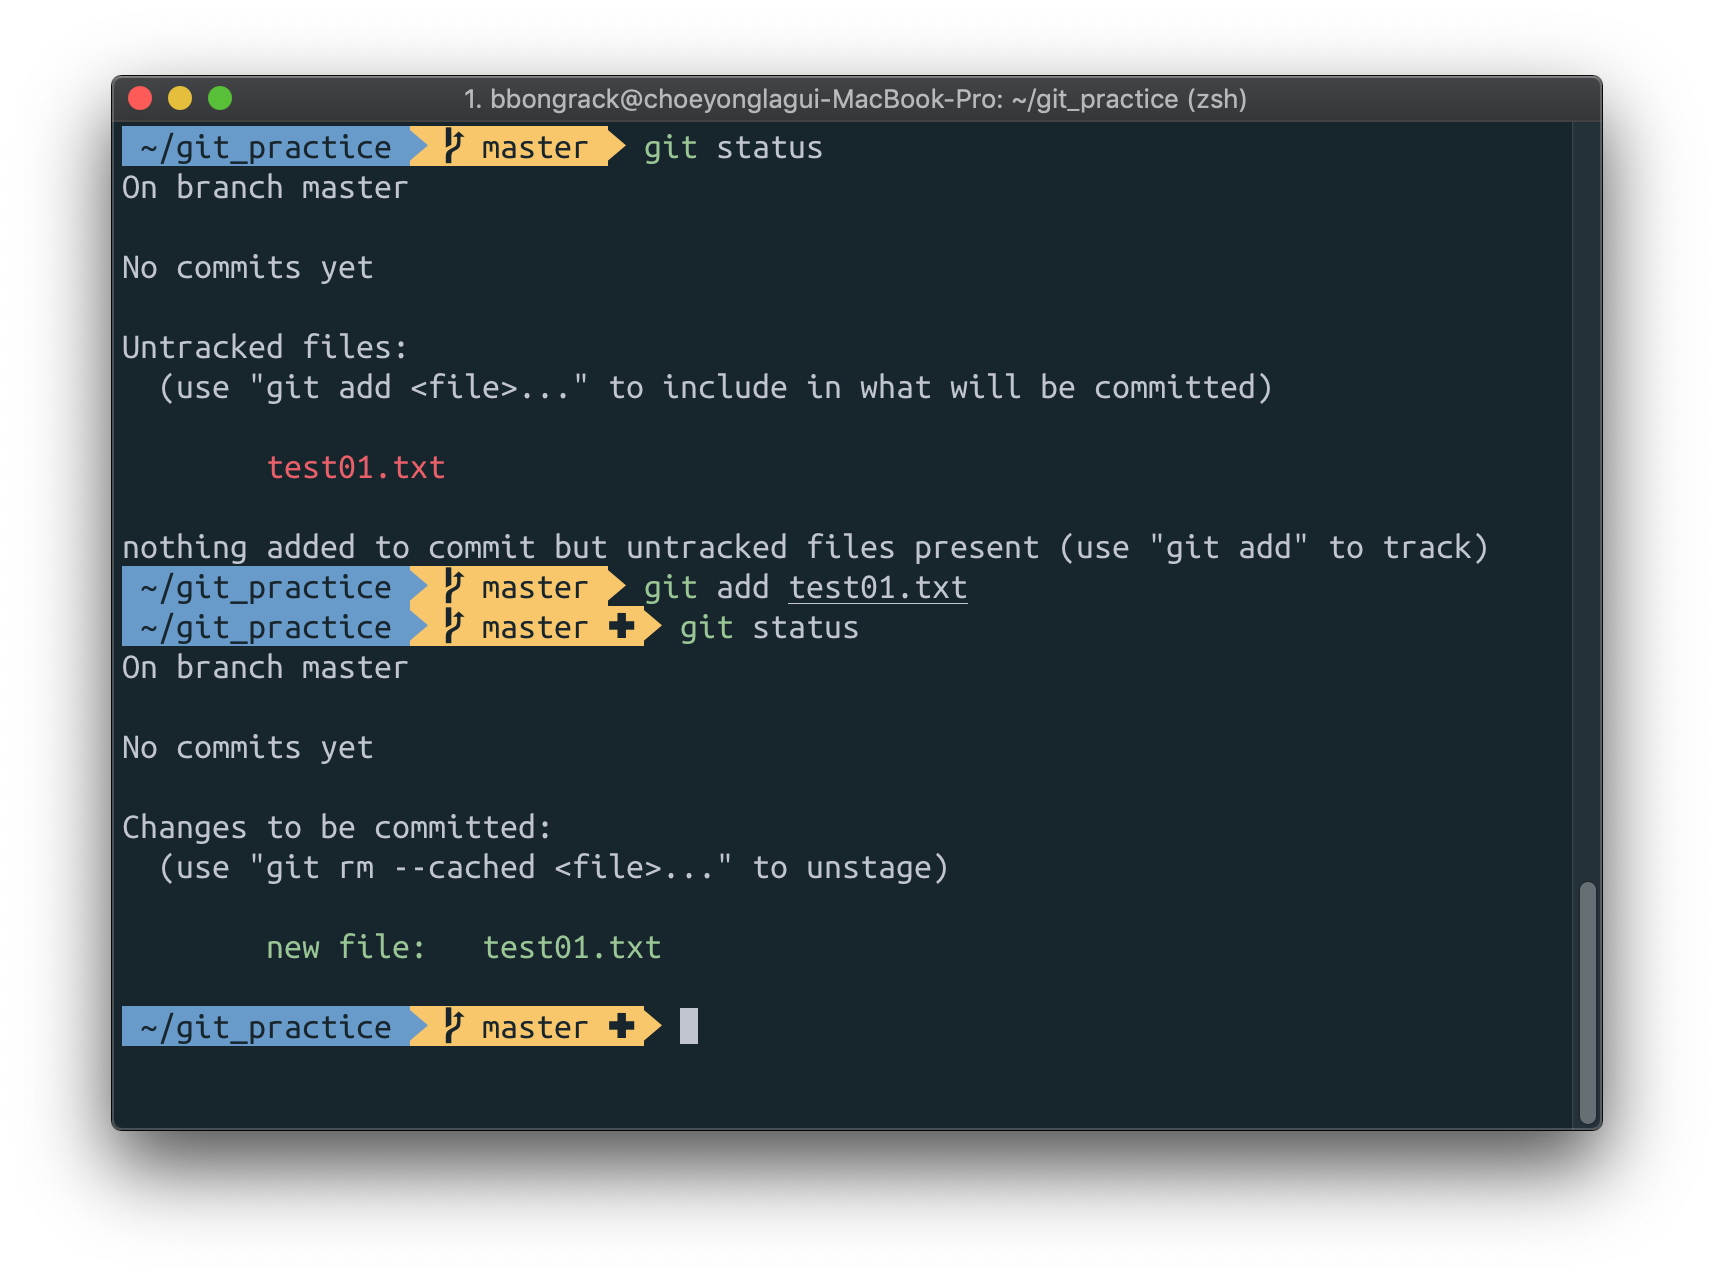 1. bbongrack@choeyonglagui-MacBook-Pro: ~/git_practice (zsh)
~/git_practice master git status
On branch master
No commits yet
Untracked files:
(use "git add <file>..." to include in what will be committed)
test01.txt
nothing added to commit but untracked files present (use "git add" to track)
~/git_practice master git add test01.txt
~/git_practice master ✚ git status
On branch master
No commits yet
Changes to be committed:
(use "git rm --cached <file>..." to unstage)
new file:   test01.txt
~/git_practice master ✚